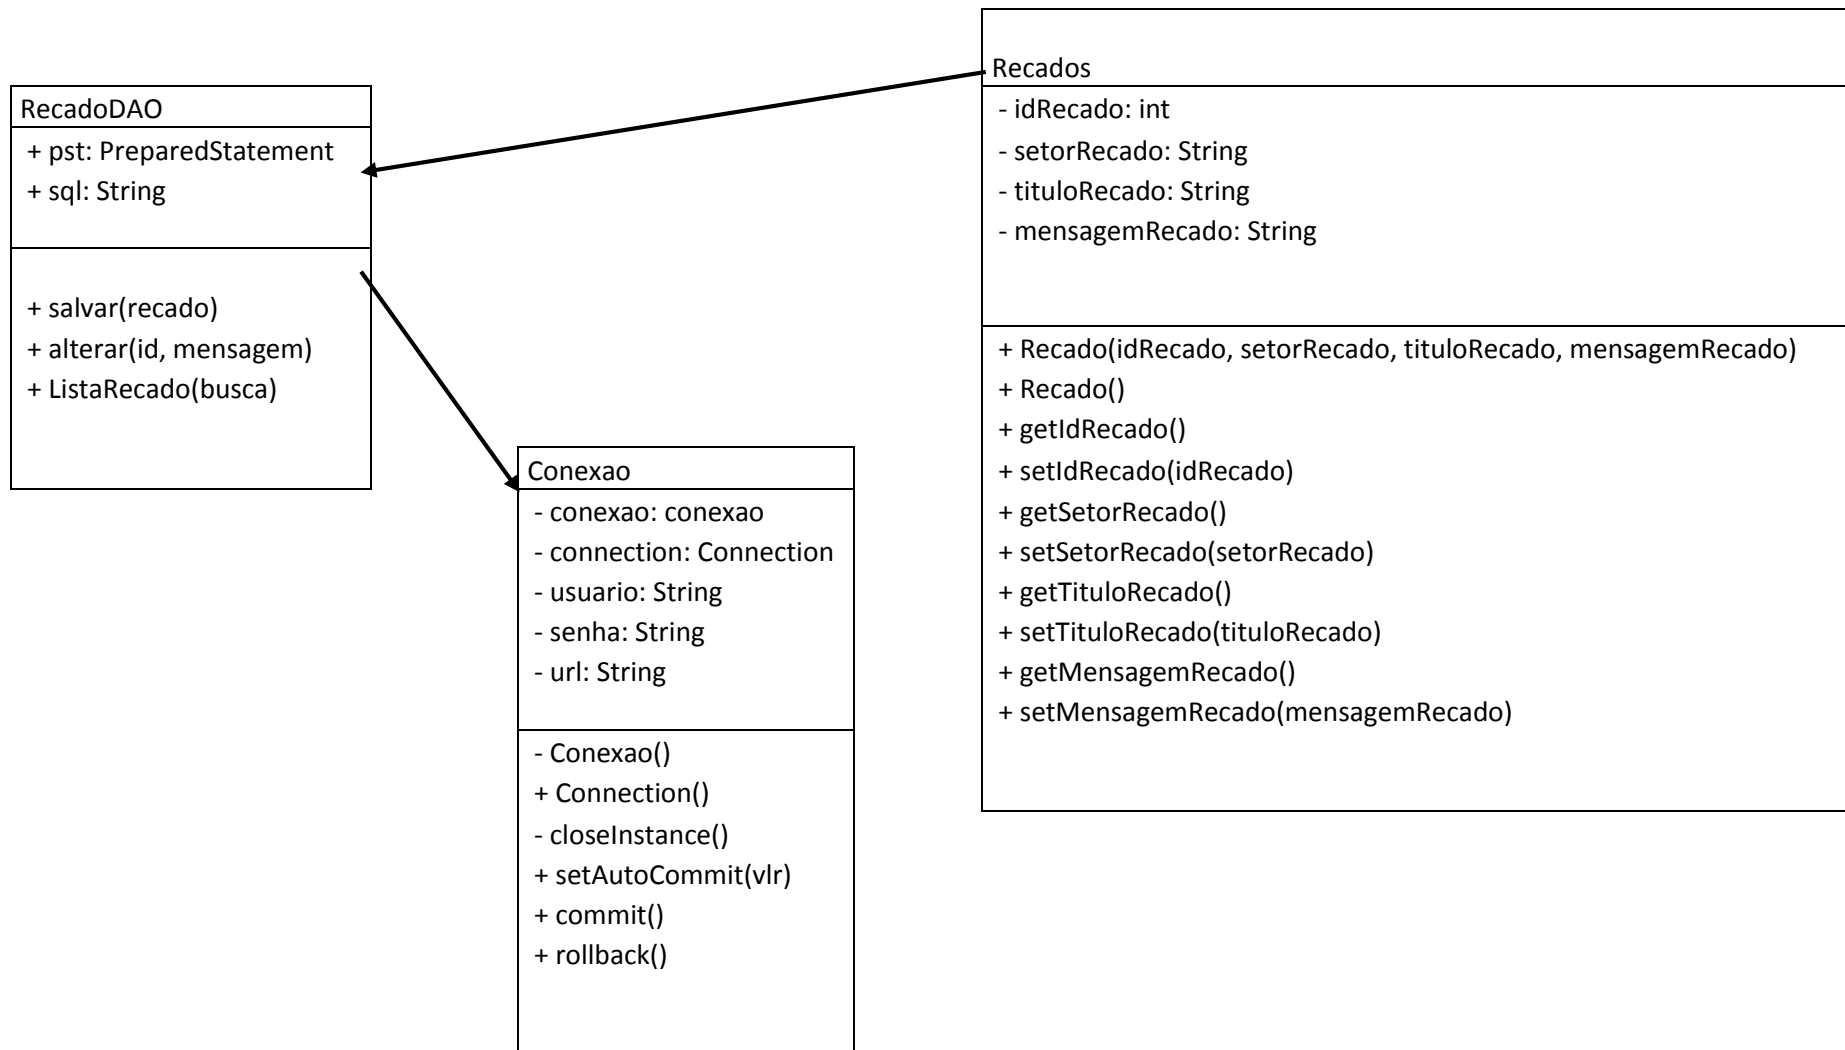 RecadoDAO
+ pst: PreparedStatement
+ sql: String
+ salvar(recado)
+ alterar(id, mensagem)
+ ListaRecado(busca)
Conexao
- conexao: conexao
- connection: Connection
- usuario: String
- senha: String
- url: String
- Conexao()
+ Connection()
- closeInstance()
+ setAutoCommit(vlr)
+ commit()
+ rollback()
Recados
- idRecado: int
- setorRecado: String
- tituloRecado: String
- mensagemRecado: String
+ Recado(idRecado, setorRecado, tituloRecado, mensagemRecado)
+ Recado()
+ getIdRecado()
+ setIdRecado(idRecado)
+ getSetorRecado()
+ setSetorRecado(setorRecado)
+ getTituloRecado()
+ setTituloRecado(tituloRecado)
+ getMensagemRecado()
+ setMensagemRecado(mensagemRecado)